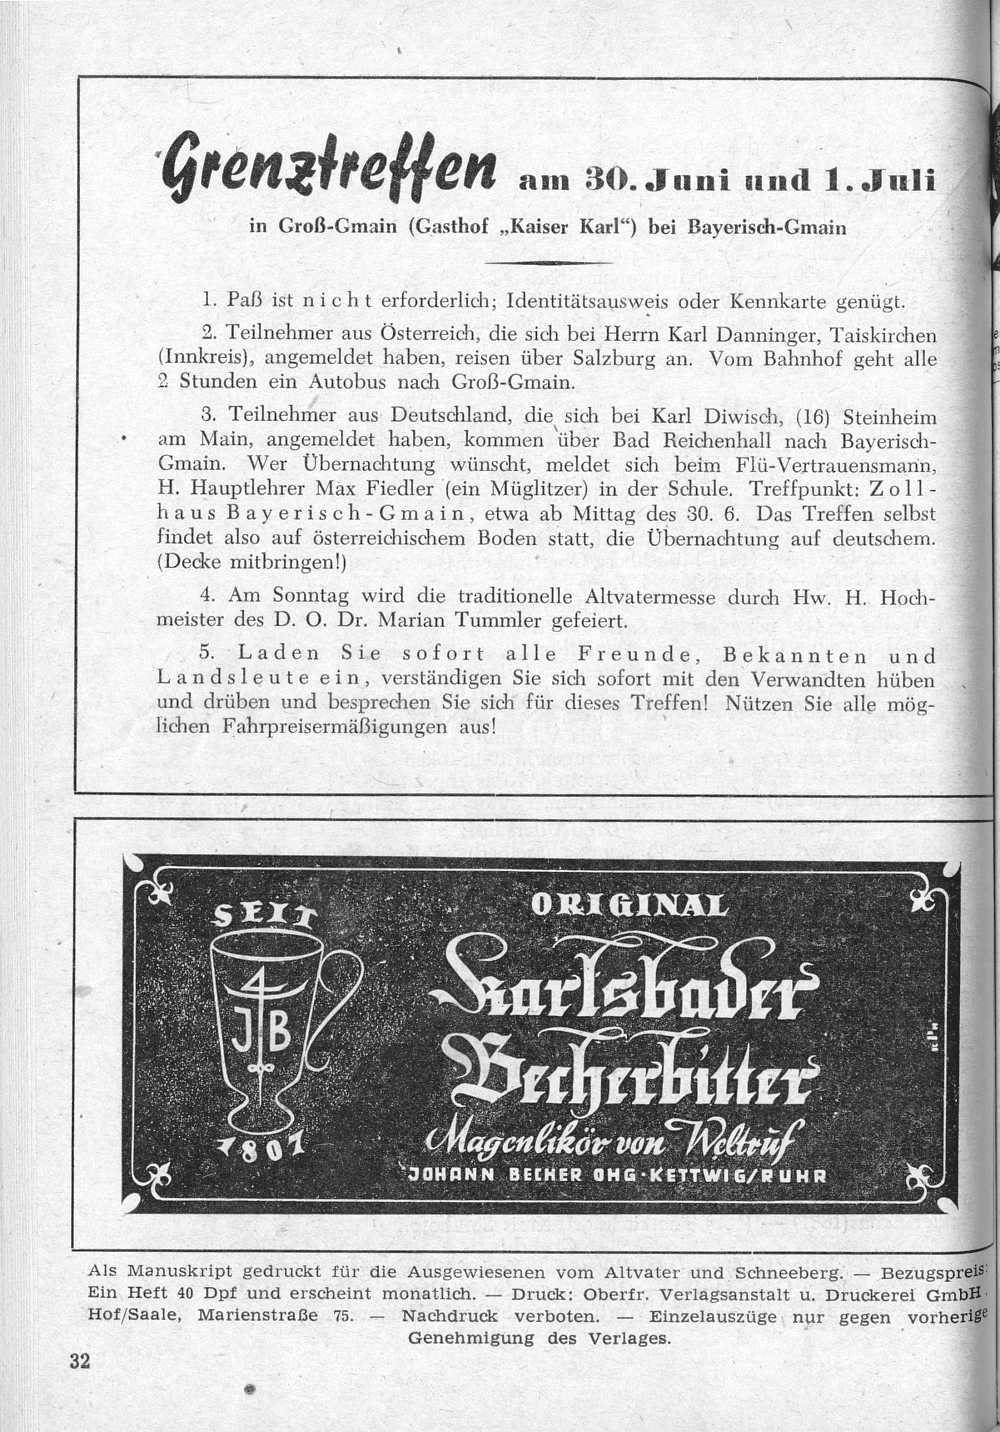 Grenztreffen am 30. Juni und 1. Juli
in Groß-Gmain (Gasthof „Kaiser Karl“) bei Bayerisch-Gmain
1. Paß ist nicht erforderlich; Identitätsausweis oder Kennkarte genügt.
2. Teilnehmer aus Österreich, die sich bei Herrn Karl Danninger, Taiskirchen
(Innkreis), angemeldet haben, reisen über Salzburg an. Vom Bahnhof geht alle
2 Stunden ein Autobus nach Groß-Gmain.
3. Teilnehmer aus Deutschland, die sich bei Karl Diwisch, (16) Steinheim
am Main, angemeldet haben, kommen über Bad Reichenhall nach Bayerisch-
Gmain. Wer Übernachtung wünscht, meldet sich beim Flü-Vertrauensmann,
H. Hauptlehrer Max Fiedler (ein Müglitzer) in der Schule. Treffpunkt: Zoll-
haus Bayerisch-Gmain, etwa ab Mittag des 30. 6. Das Treffen selbst
findet also auf österreichischem Boden statt, die Übernachtung auf deutschem.
(Decke mitbringen!)
4. Am Sonntag wird die traditionelle Altvatermesse durch Hw. H. Hoch-
meister des D. O. Dr. Marian Tummler gefeiert.
5. Laden Sie sofort alle Freunde, Bekannten und
Landsleute ein, verständigen Sie sich sofort mit den Verwandten hüben
und drüben und besprechen Sie sich für dieses Treffen! Nützen Sie alle mög-
lichen Fahrpreisermäßigungen aus!
SEIT
JB
1807
ORIGINAL
Karlsbader
Becherbitter
Magenlikör von Weltruf
JOHANN BECHER OHG·KETTWIG/RUHR
Als Manuskript gedruckt für die Ausgewiesenen vom Altvater und Schneeberg. — Bezugspreis:
Ein Heft 40 Dpf und erscheint monatlich. — Druck: Oberfr. Verlagsanstalt u. Druckerei GmbH.
Hof/Saale, Marienstraße 75. — Nachdruck verboten. — Einzelauszüge nur gegen vorherige
Genehmigung des Verlages.
32